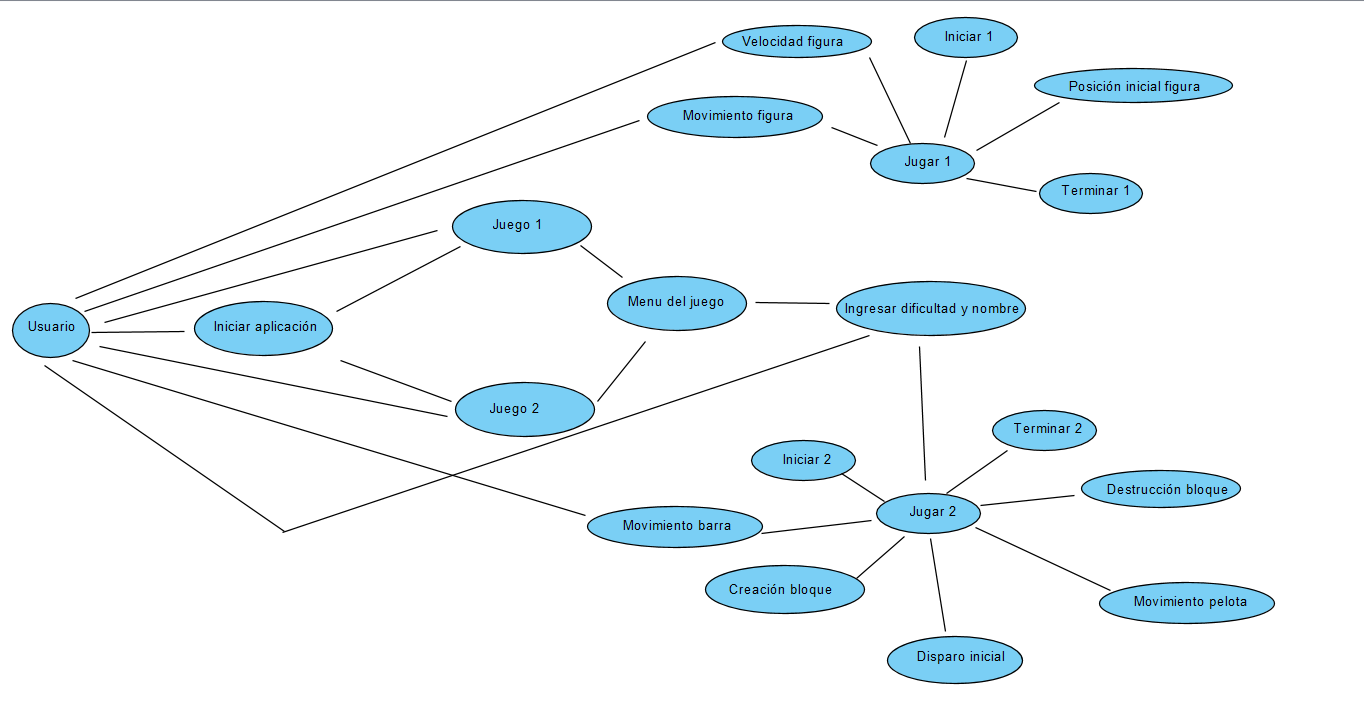 Velocidad figura
Iniciar 1
Posición inicial figura
Movimiento figura
Jugar 1
Terminar 1
Juego 1
Menu del juego
Ingresar dificultad y nombre
Usuario
Iniciar aplicación
Juego 2
Terminar 2
Iniciar 2
Destrucción bloque
Jugar 2
Movimiento barra
Creación bloque
Movimiento pelota
Disparo inicial